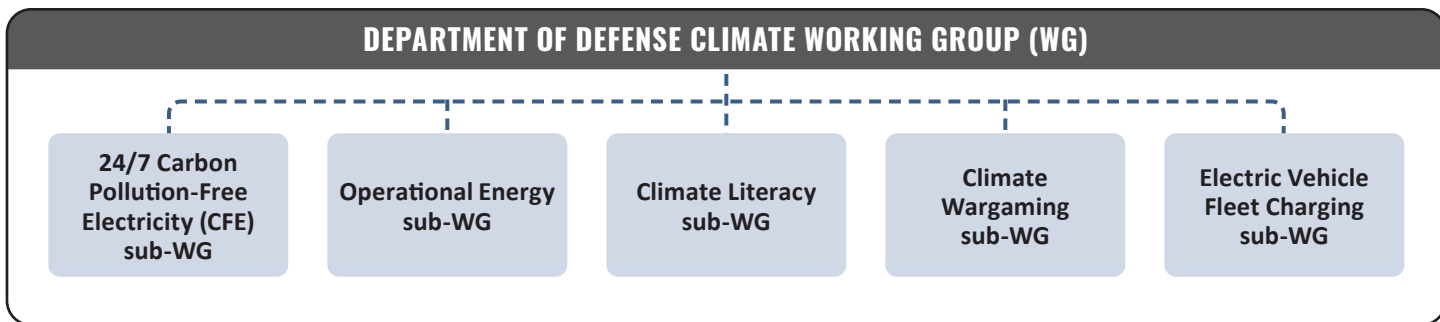 DEPARTMENT OF DEFENSE CLIMATE WORKING GROUP (WG)
24/7 Carbon
Pollution-Free
Electricity (CFE)
sub-WG
Operational Energy
sub-WG
Climate Literacy
sub-WG
Climate
Wargaming
sub-WG
Electric Vehicle
Fleet Charging
sub-WG